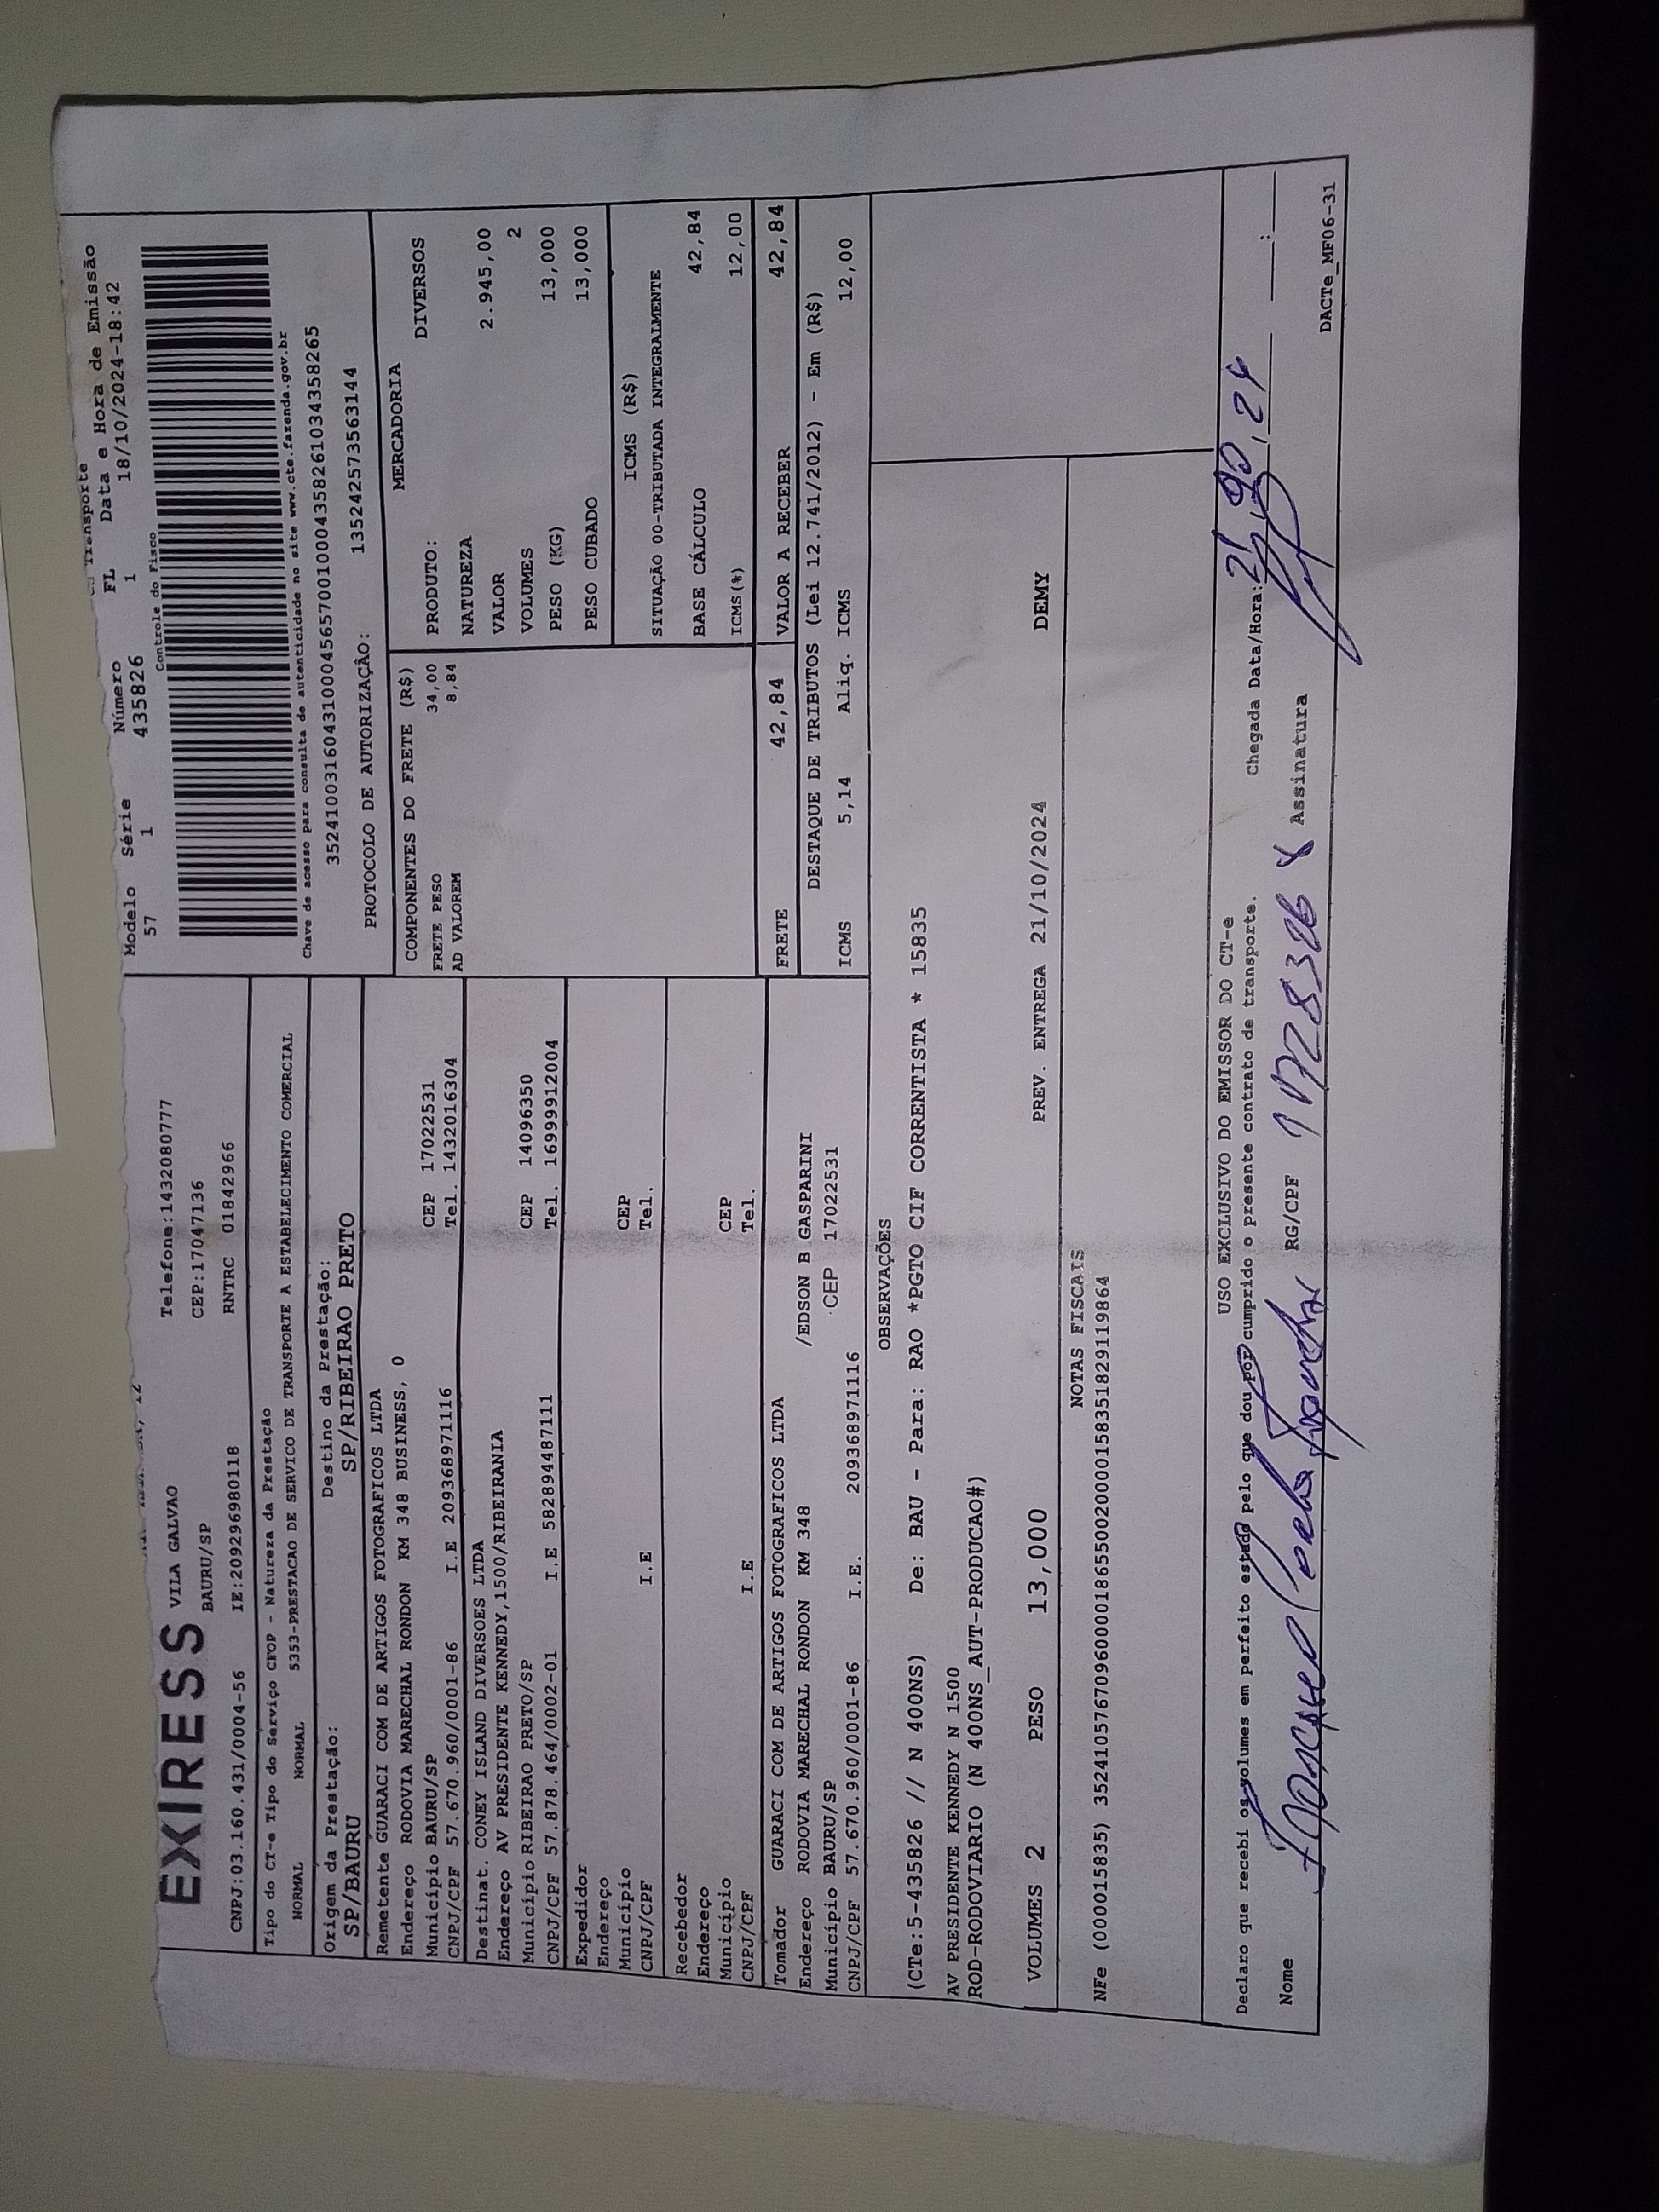 EXIRESS
VILA GALVAO
Telefone:1432080777
BAURU/SP
CEP:17047136
CNPJ:03.160.431/0004-56 IE:209296980118 RNTRC 01842966
Transporte
Modelo Série Número FL Data e Hora de Emissão
57 1 435826 1 18/10/2024-18:42
Controle do Fisco
Chave de acesso para consulta de autenticidade no site www.cte.fazenda.gov.br
35241003160431000456570010004358261034358265
PROTOCOLO DE AUTORIZAÇÃO: 135242573563144
Tipo do CT-e Tipo do Serviço CFOP - Natureza da Prestação
NORMAL NORMAL 5353-PRESTACAO DE SERVICO DE TRANSPORTE A ESTABELECIMENTO COMERCIAL
Origem da Prestação: Destino da Prestação:
SP/BAURU SP/RIBEIRAO PRETO
Remetente GUARACI COM DE ARTIGOS FOTOGRAFICOS LTDA
Endereço RODOVIA MARECHAL RONDON KM 348 BUSINESS, 0
Município BAURU/SP CEP 17022531
CNPJ/CPF 57.670.960/0001-86 I.E 209368971116 Tel. 1432016304
Destinat. CONEY ISLAND DIVERSOES LTDA
Endereço AV PRESIDENTE KENNEDY,1500/RIBEIRANIA
Município RIBEIRAO PRETO/SP CEP 14096350
CNPJ/CPF 57.878.464/0002-01 I.E 582894487111 Tel. 16999912004
Expedidor
Endereço
Município CEP
CNPJ/CPF I.E Tel.
Recebedor
Endereço
Município CEP
CNPJ/CPF I.E Tel.
Tomador GUARACI COM DE ARTIGOS FOTOGRAFICOS LTDA
Endereço RODOVIA MARECHAL RONDON KM 348 /EDSON B GASPARINI
Município BAURU/SP CEP 17022531
CNPJ/CPF 57.670.960/0001-86 I.E. 209368971116
COMPONENTES DO FRETE (R$)
FRETE PESO 34,00
AD VALOREM 8,84
MERCADORIA
PRODUTO: DIVERSOS
NATUREZA
VALOR 2.945,00
VOLUMES 2
PESO (KG) 13,000
PESO CUBADO 13,000
ICMS (R$)
SITUAÇÃO 00-TRIBUTADA INTEGRALMENTE
BASE CÁLCULO 42,84
ICMS(%) 12,00
FRETE 42,84 VALOR A RECEBER 42,84
DESTAQUE DE TRIBUTOS (Lei 12.741/2012) - Em (R$)
ICMS 5,14 Aliq. ICMS 12,00
OBSERVAÇÕES
(CTe:5-435826 // N 400NS) De: BAU - Para: RAO *PGTO CIF CORRENTISTA * 15835
AV PRESIDENTE KENNEDY N 1500
ROD-RODOVIARIO (N 400NS_AUT-PRODUCAO#)
VOLUMES 2 PESO 13,000 PREV. ENTREGA 21/10/2024 DEMY
NOTAS FISCAIS
NFe (000015835) 35241057670960000186550020000158351829119864
USO EXCLUSIVO DO EMISSOR DO CT-e
Declaro que recebi os volumes em perfeito estado pelo que dou por cumprido o presente contrato de transporte. Chegada Data/Hora:
Nome RG/CPF Assinatura
DACTe_MF06-31